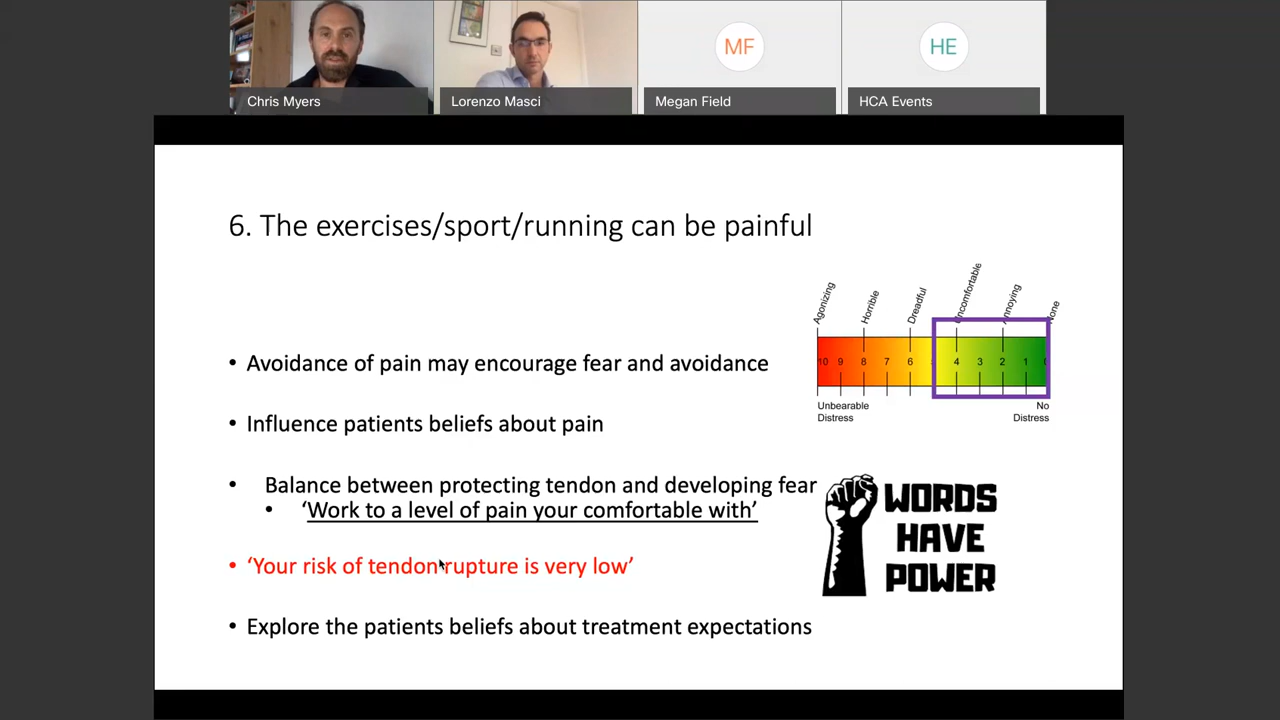 MF
HE
Chris Myers
Lorenzo Masci
Megan Field
HCA Events
6. The exercises/sport/running can be painful
Agonizing
Horrible
Dreadful
Uncomfortable
Annoying
None
10 9 8 7 6 4 3 2 1
Unbearable Distress
No Distress
• Avoidance of pain may encourage fear and avoidance
• Influence patients beliefs about pain
• Balance between protecting tendon and developing fear
• ‘Work to a level of pain your comfortable with’
WORDS
HAVE
POWER
• ‘Your risk of tendon rupture is very low’
• Explore the patients beliefs about treatment expectations